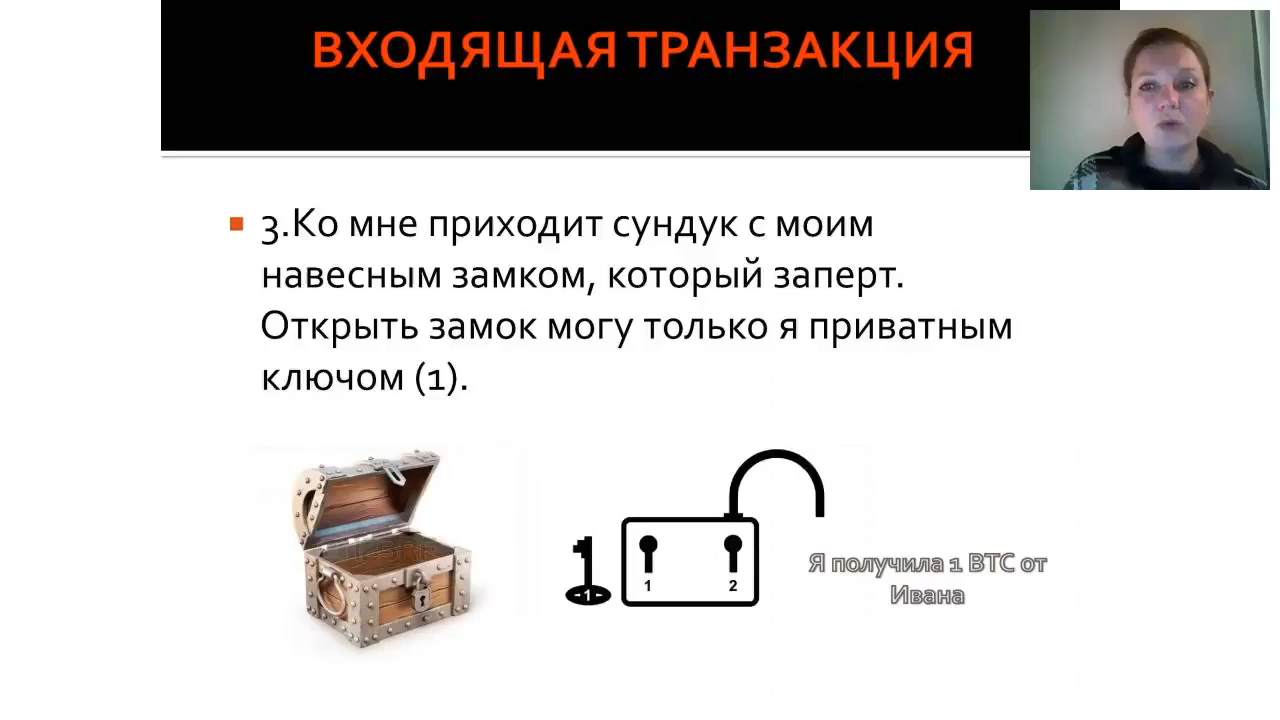 ВХОДЯЩАЯ ТРАНЗАКЦИЯ
3.Ко мне приходит сундук с моим
навесным замком, который заперт.
Открыть замок могу только я приватным
ключом (1).
-1-
1
2
Я получила 1 BTC от
Ивана